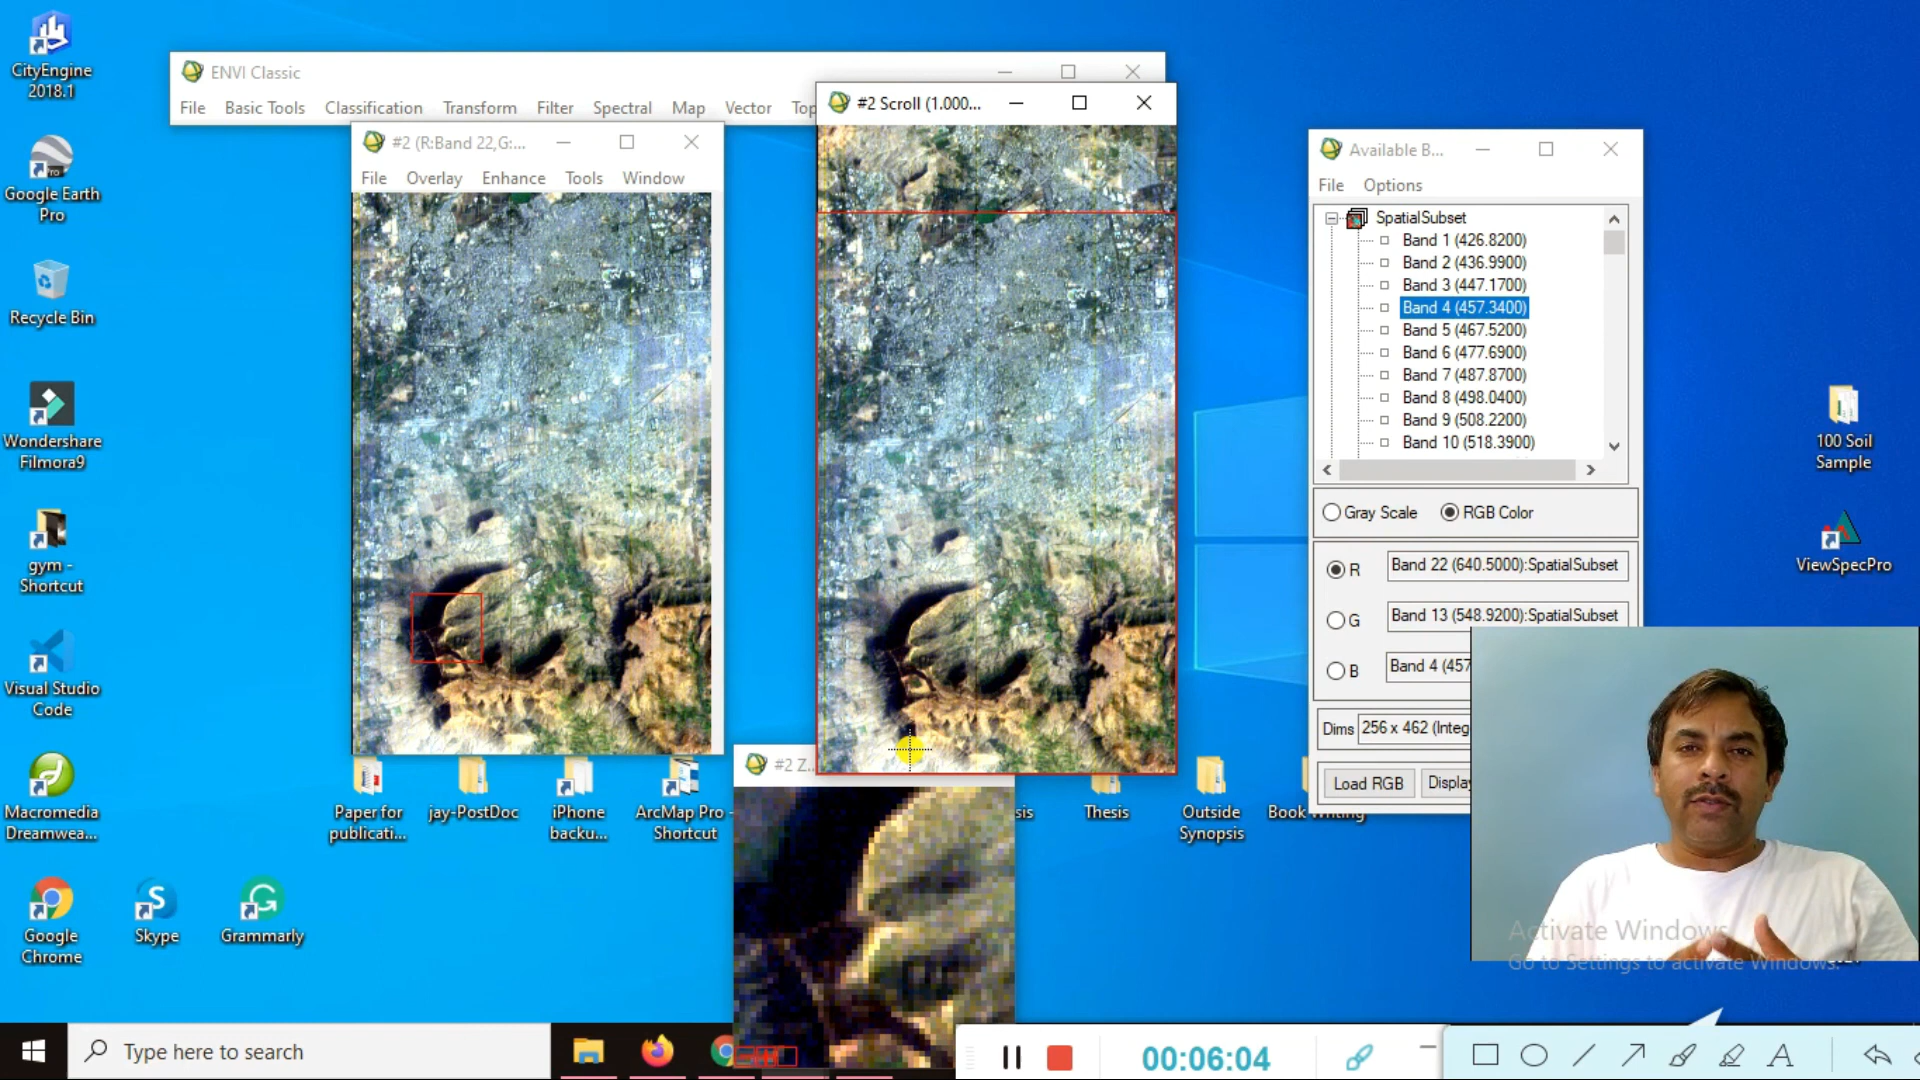 CityEngine
2018.1
Google Earth
Pro
Recycle Bin
Wondershare
Filmora9
gym -
Shortcut
Visual Studio
Code
Macromedia
Dreamwea...
Google
Chrome
Skype
Grammarly
ENVI Classic
File Basic Tools Classification Transform Filter Spectral Map Vector
#2 (R:Band 22,G:...
File Overlay Enhance Tools Window
#2 Scroll (1.000...
#2 Z...
Paper for
publicati...
jay-PostDoc
iPhone
backu...
ArcMap Pro -
Shortcut
Thesis
Outside
Synopsis
Available B...
File Options
SpatialSubset
Band 1 (426.8200)
Band 2 (436.9900)
Band 3 (447.1700)
Band 4 (457.3400)
Band 5 (467.5200)
Band 6 (477.6900)
Band 7 (487.8700)
Band 8 (498.0400)
Band 9 (508.2200)
Band 10 (518.3900)
Gray Scale RGB Color
R Band 22 (640.5000):SpatialSubset
G Band 13 (548.9200):SpatialSubset
B Band 4 (457
Dims 256 x 462 (Integ
Load RGB Display
100 Soil
Sample
ViewSpecPro
Activate Windows
Go to Settings to activate Windows.
Type here to search
00:06:04
A